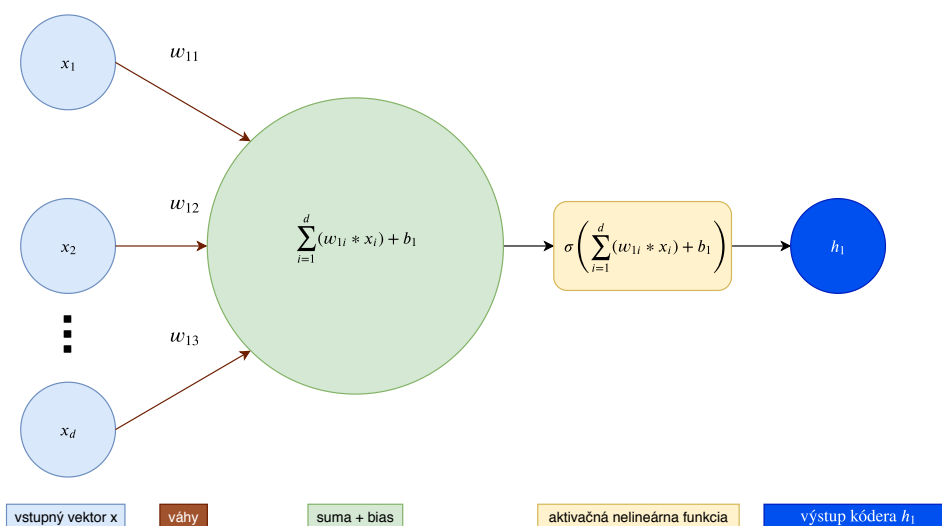 x₁
w₁₁
x₂
w₁₂
∑_{i=1}^{d}(w₁ᵢ ∗ xᵢ) + b₁
σ(∑_{i=1}^{d}(w₁ᵢ ∗ xᵢ) + b₁)
h₁
w₁₃
x_d
vstupný vektor x
váhy
suma + bias
aktivačná nelineárna funkcia
výstup kódera h₁